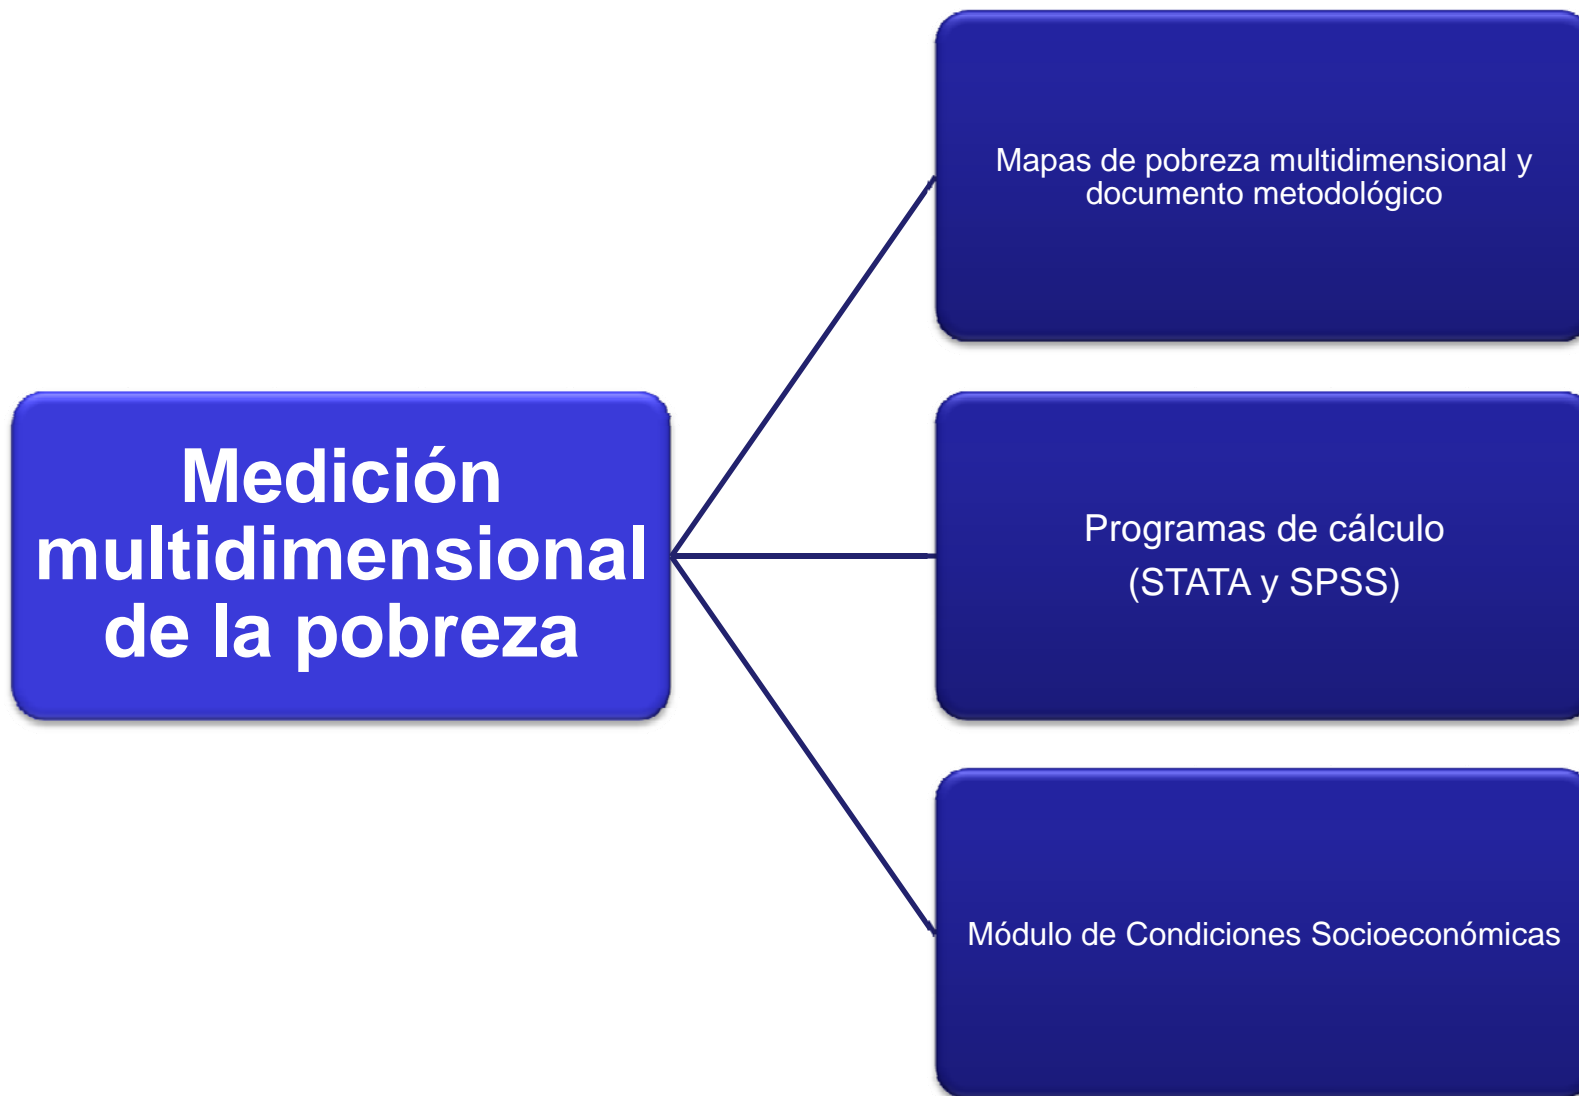 Medición
multidimensional
de la pobreza
Mapas de pobreza multidimensional y
documento metodológico
Programas de cálculo
(STATA y SPSS)
Módulo de Condiciones Socioeconómicas